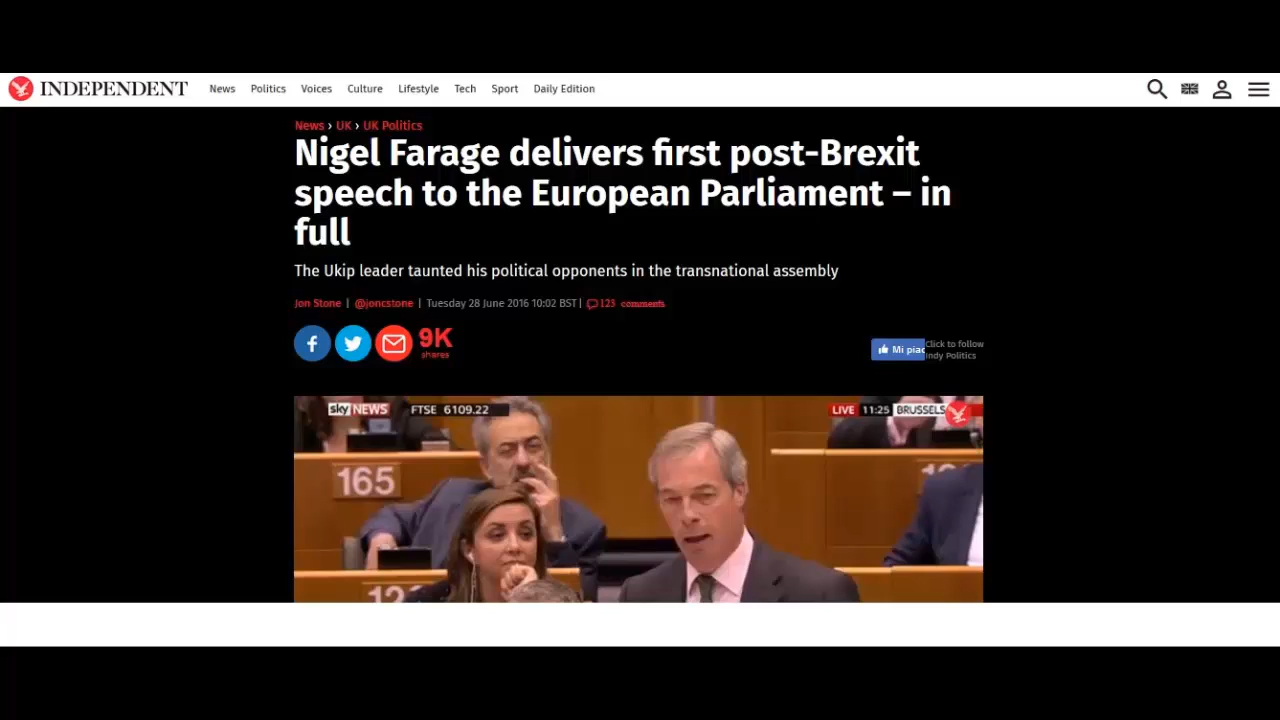 INDEPENDENT News Politics Voices Culture Lifestyle Tech Sport Daily Edition
News › UK › UK Politics
Nigel Farage delivers first post-Brexit
speech to the European Parliament – in
full
The Ukip leader taunted his political opponents in the transnational assembly
Jon Stone | @joncstone | Tuesday 28 June 2016 10:02 BST | 123 comments
9K
shares
Mi piac
Click to follow
Indy Politics
sky NEWS FTSE 6109.22 LIVE 11:25 BRUSSELS
165